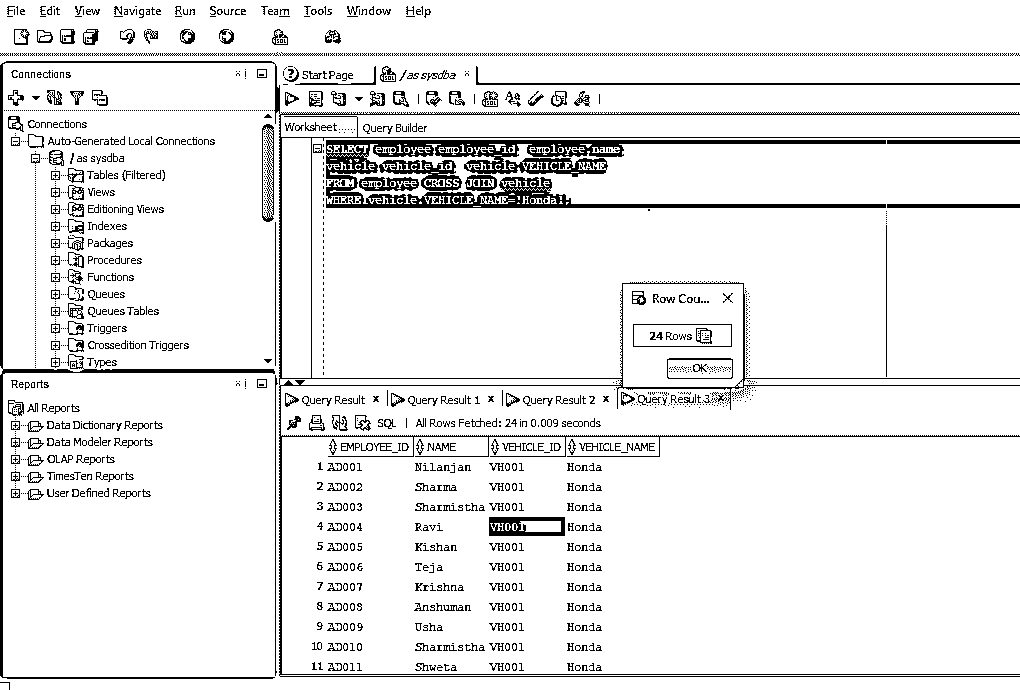 File Edit View Navigate Run Source Team Tools Window Help
Connections
Start Page
/ as sysdba
Worksheet
Query Builder
Connections
Auto-Generated Local Connections
/ as sysdba
Tables (Filtered)
Views
Editioning Views
Indexes
Packages
Procedures
Functions
Queues
Queues Tables
Triggers
Crossedition Triggers
Types
SELECT employee.employee_id, employee.name,
vehicle.vehicle_id, vehicle.VEHICLE_NAME
FROM employee CROSS JOIN vehicle
WHERE vehicle.VEHICLE_NAME='Honda';
Row Cou...
24 Rows
OK
Reports
All Reports
Data Dictionary Reports
Data Modeler Reports
OLAP Reports
TimesTen Reports
User Defined Reports
Query Result Query Result 1 Query Result 2 Query Result 3
SQL | All Rows Fetched: 24 in 0.009 seconds
EMPLOYEE_ID NAME VEHICLE_ID VEHICLE_NAME
1 AD001 Nilanjan VH001 Honda
2 AD002 Sharma VH001 Honda
3 AD003 Sharmistha VH001 Honda
4 AD004 Ravi VH001 Honda
5 AD005 Kishan VH001 Honda
6 AD006 Teja VH001 Honda
7 AD007 Krishna VH001 Honda
8 AD008 Anshuman VH001 Honda
9 AD009 Usha VH001 Honda
10 AD010 Sharmistha VH001 Honda
11 AD011 Shweta VH001 Honda